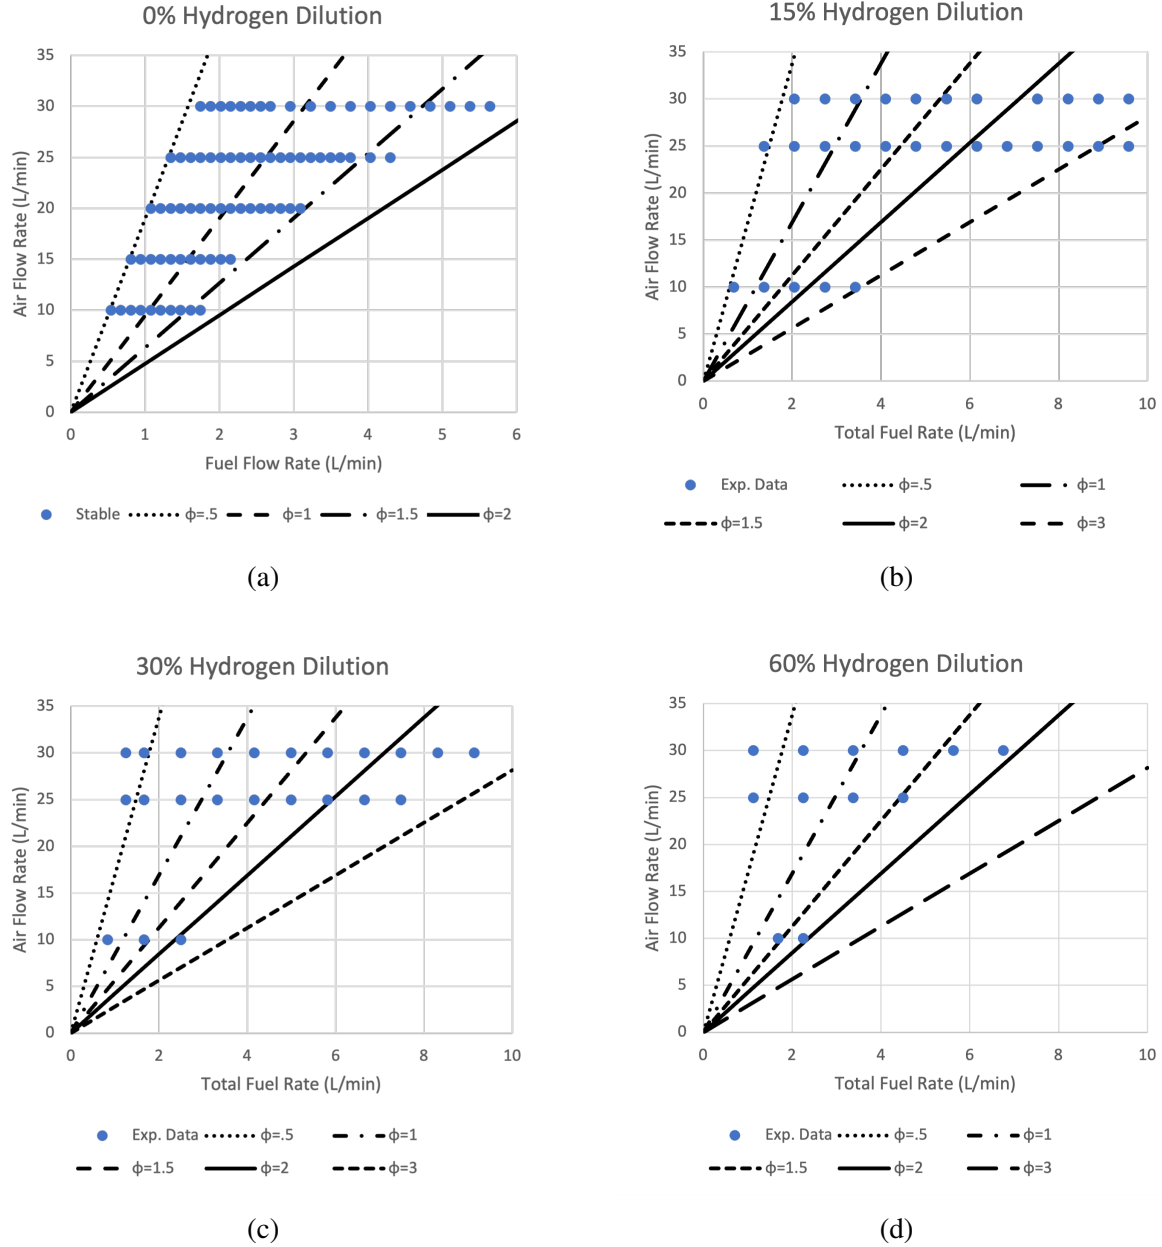 0% Hydrogen Dilution
35
30
25
20
15
10
5
0
Air Flow Rate (L/min)
0 1 2 3 4 5 6
Fuel Flow Rate (L/min)
Stable ϕ=.5 ϕ=1 ϕ=1.5 ϕ=2
(a)
15% Hydrogen Dilution
35
30
25
20
15
10
5
0
Air Flow Rate (L/min)
0 2 4 6 8 10
Total Fuel Rate (L/min)
Exp. Data ϕ=.5 ϕ=1
ϕ=1.5 ϕ=2 ϕ=3
(b)
30% Hydrogen Dilution
35
30
25
20
15
10
5
0
Air Flow Rate (L/min)
0 2 4 6 8 10
Total Fuel Rate (L/min)
Exp. Data ϕ=.5 ϕ=1
ϕ=1.5 ϕ=2 ϕ=3
(c)
60% Hydrogen Dilution
35
30
25
20
15
10
5
0
Air Flow Rate (L/min)
0 2 4 6 8 10
Total Fuel Rate (L/min)
Exp. Data ϕ=.5 ϕ=1
ϕ=1.5 ϕ=2 ϕ=3
(d)